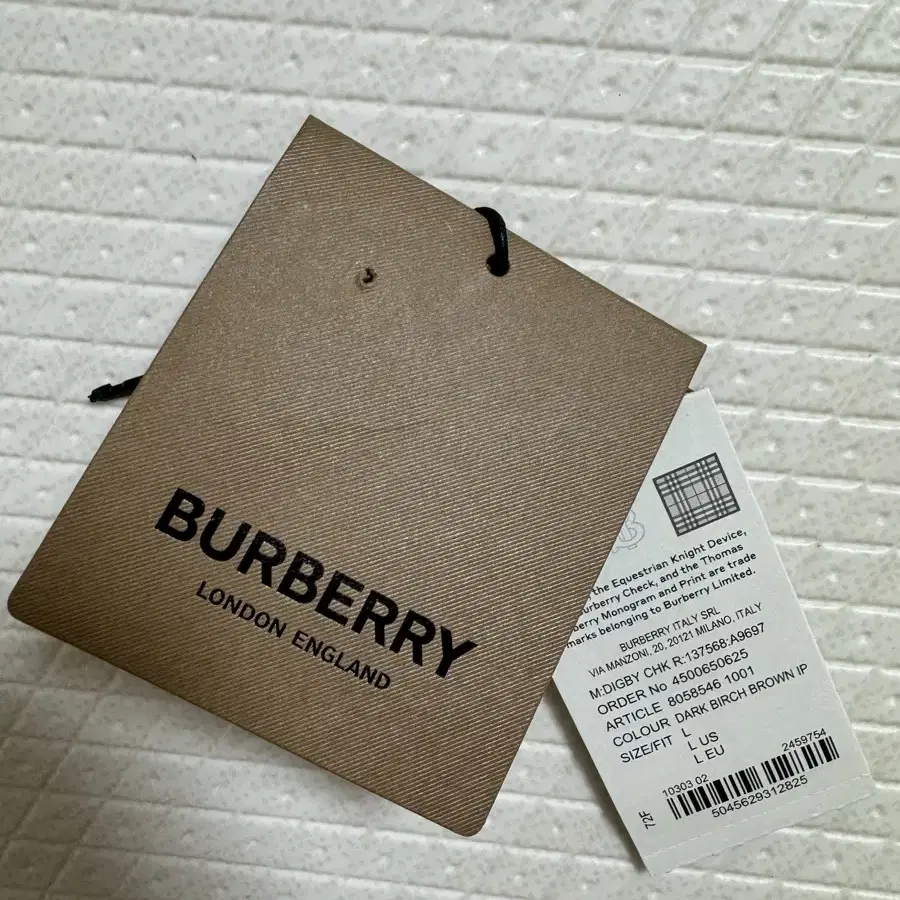 BURBERRY
LONDON ENGLAND
the Equestrian Knight Device,
urberry Check, and the Thomas
berry Monogram and Print are trade
marks belonging to Burberry Limited.
BURBERRY ITALY SRL
VIA MANZONI, 20, 20121 MILANO, ITALY
M:DIGBY CHK R:137568:A9697
ORDER No 4500650625
ARTICLE 8058546 1001
COLOUR DARK BIRCH BROWN IP
SIZE/FIT L
L US
L EU
10303 02 2459754
72F
5045629312825